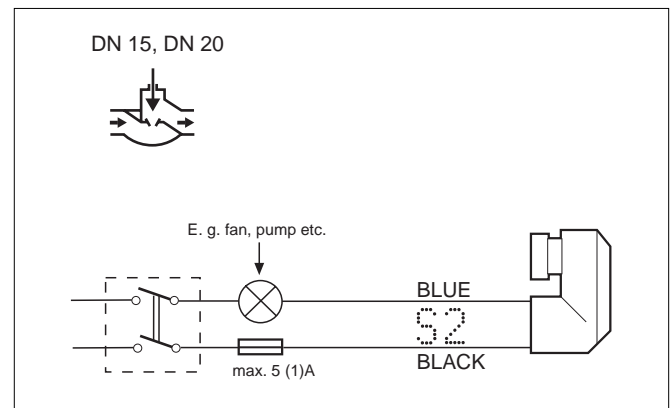 DN 15, DN 20
E. g. fan, pump etc.
BLUE
S2
BLACK
max. 5 (1)A